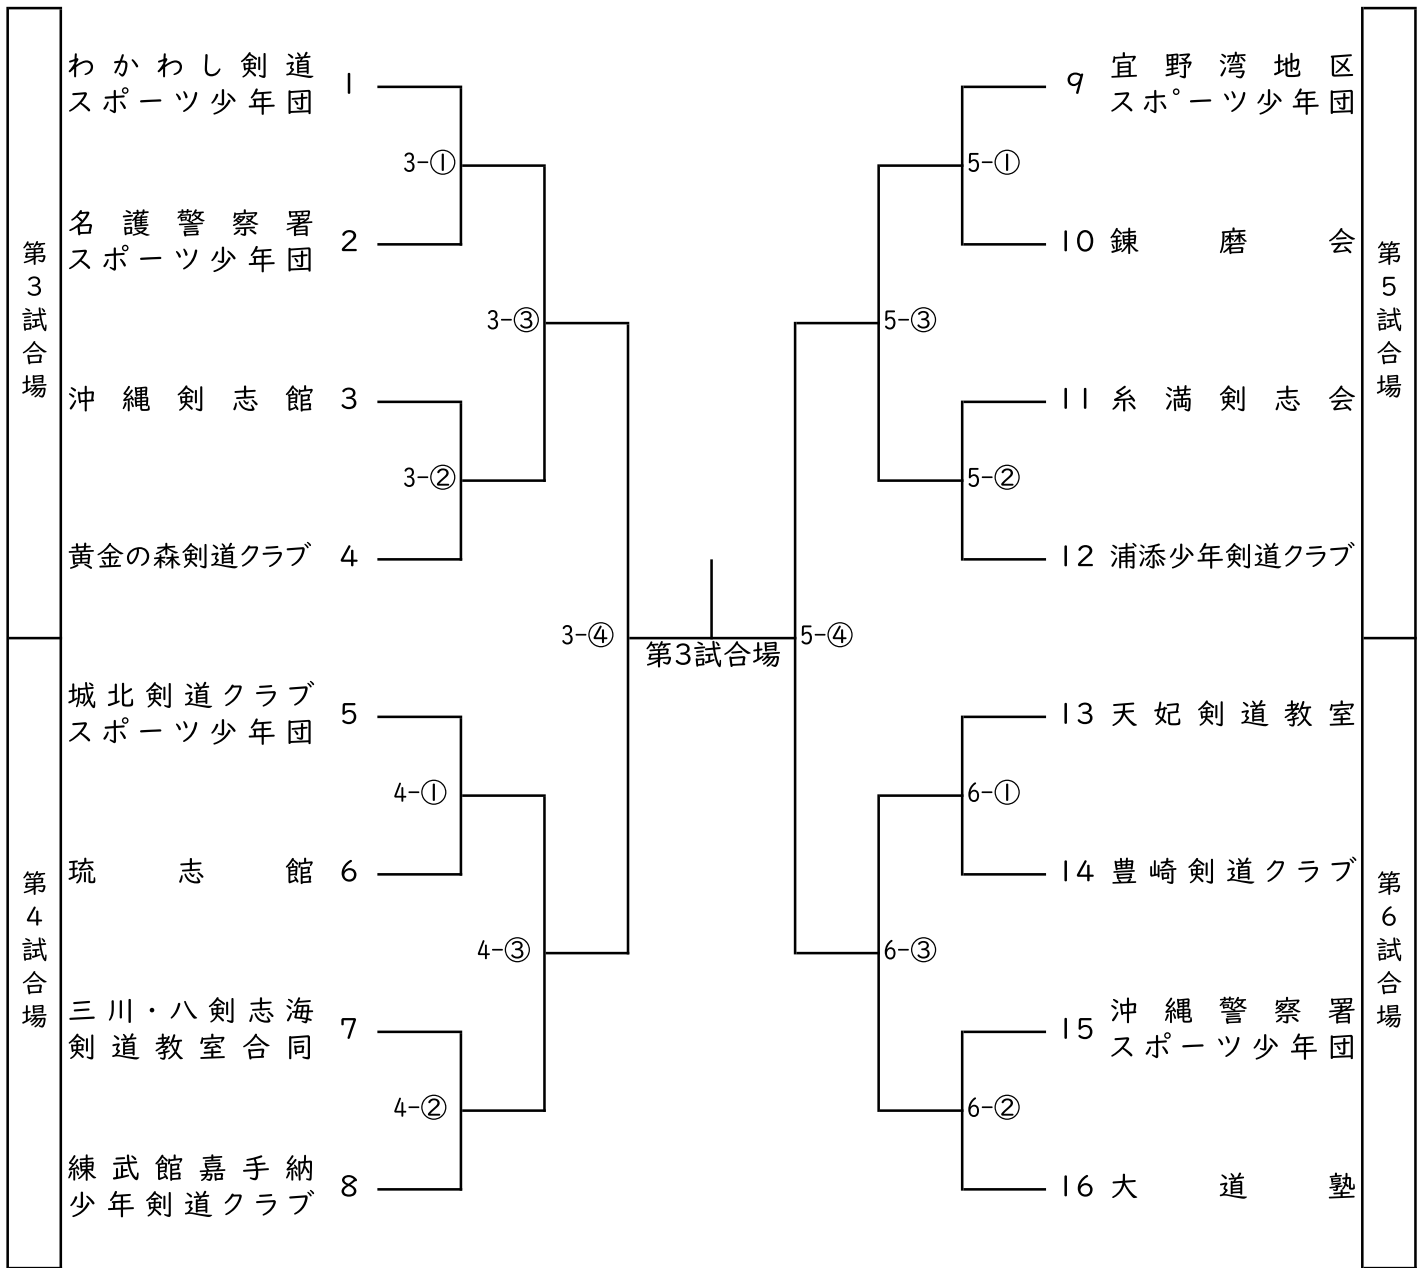 第3試合場
わかわし剣道
スポーツ少年団
1
3-①
名護警察署
スポーツ少年団
2
3-③
沖縄剣志館
3
3-②
黄金の森剣道クラブ
4
3-④
第4試合場
城北剣道クラブ
スポーツ少年団
5
4-①
琉志館
6
4-③
三川・八剣志海
剣道教室合同
7
4-②
練武館嘉手納
少年剣道クラブ
8
第3試合場
第5試合場
9
宜野湾地区
スポーツ少年団
5-①
10
錬磨会
5-③
11
糸満剣志会
5-②
12
浦添少年剣道クラブ
5-④
第6試合場
13
天妃剣道教室
6-①
14
豊崎剣道クラブ
6-③
15
沖縄警察署
スポーツ少年団
6-②
16
大道塾